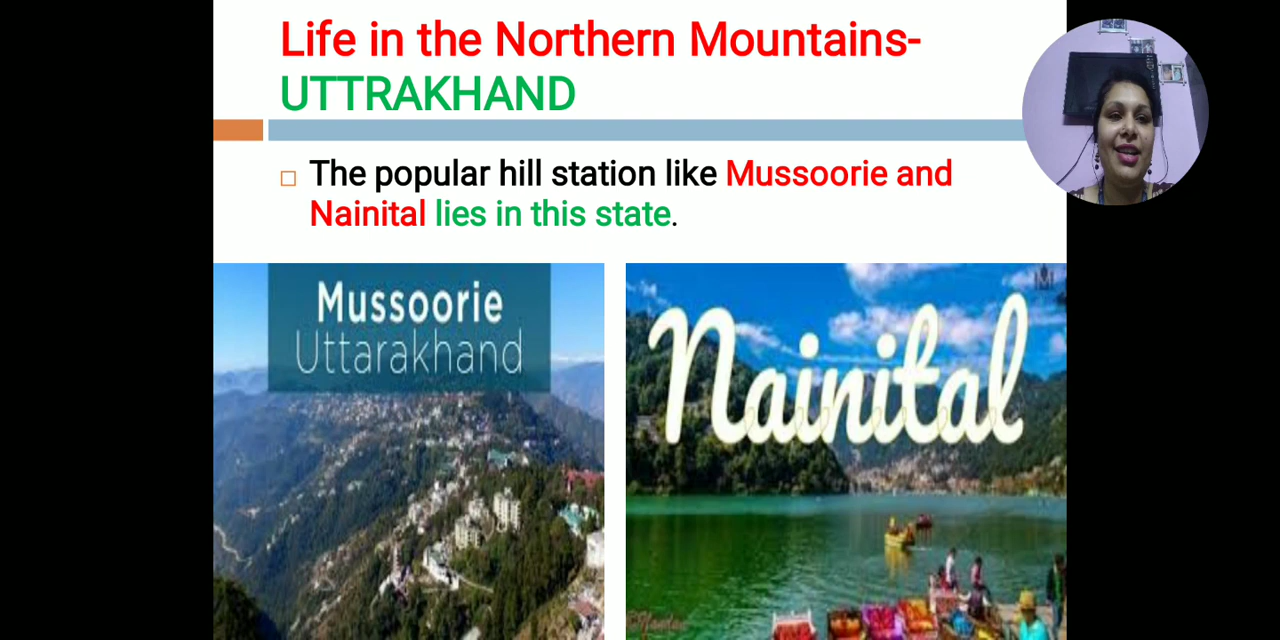 Life in the Northern Mountains-
UTTRAKHAND
The popular hill station like Mussoorie and
Nainital lies in this state.
Mussoorie
Uttarakhand
Nainital